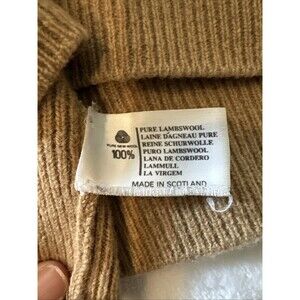 PURE NEW WOOL
100%
PURE LAMBSWOOL
LAINE DAGNEAU PURE
REINE SCHURWOLLE
PURO LAMBSWOOL
LANA DE CORDERO
LAMMULL
LA VIRGEM
MADE IN SCOTLAND